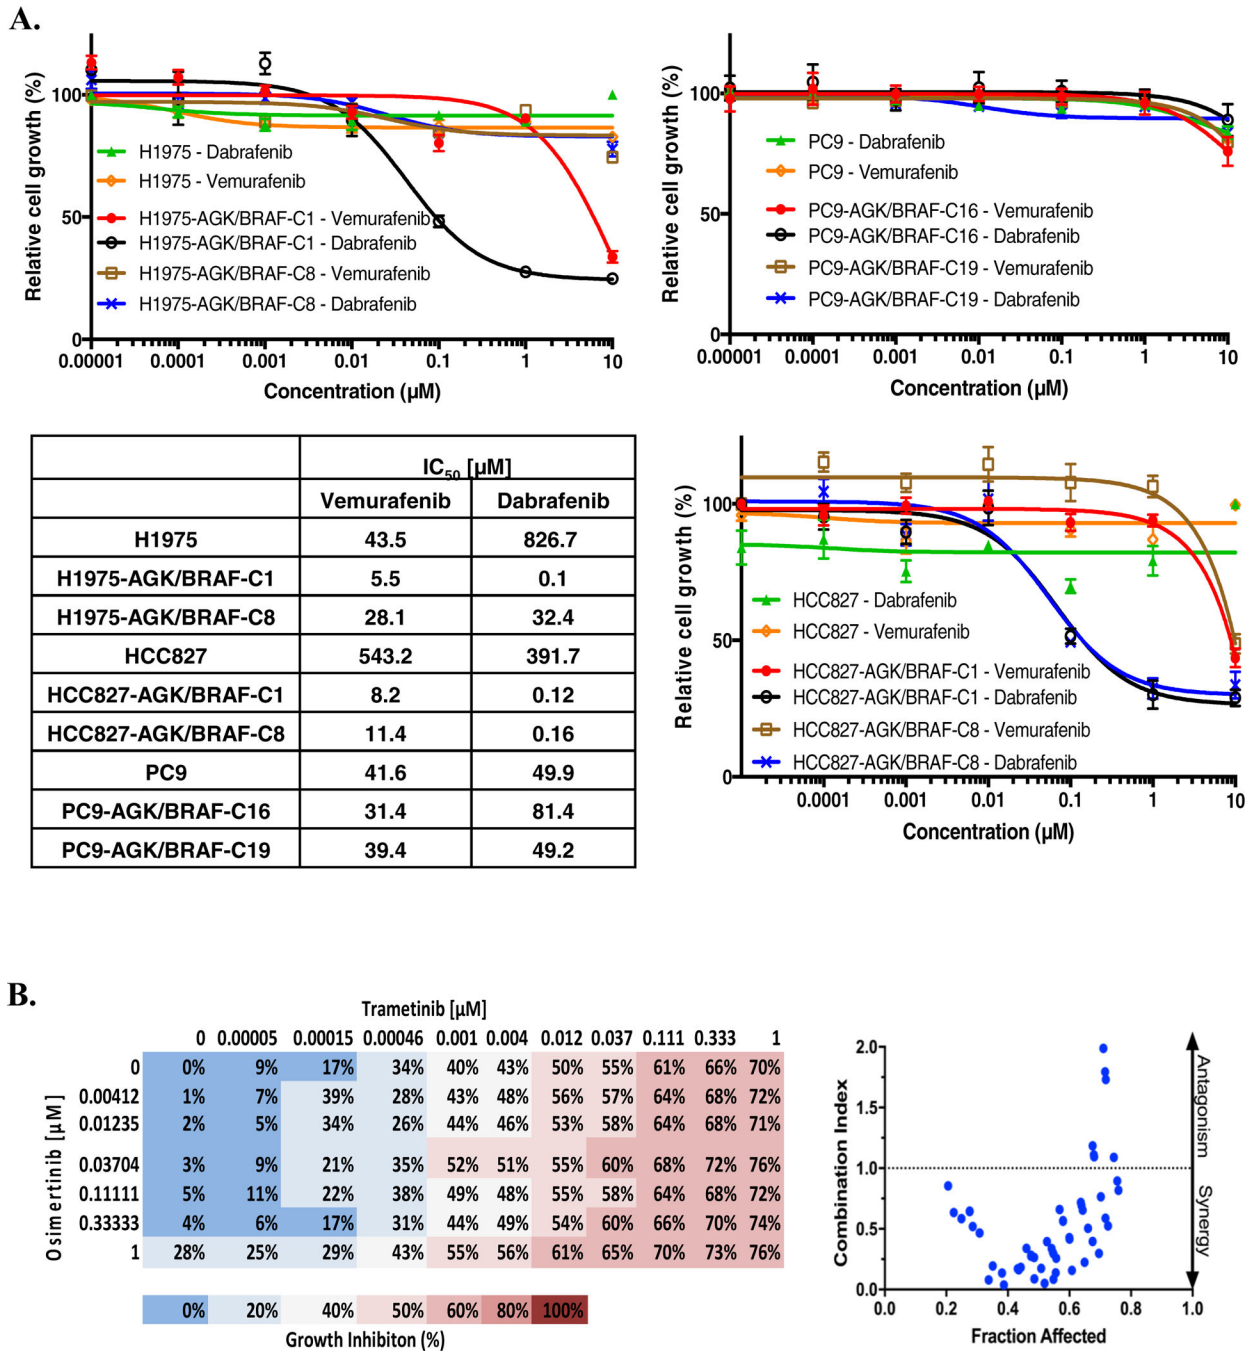 A.
Relative cell growth (%)
100
50
0
H1975 - Dabrafenib
H1975 - Vemurafenib
H1975-AGK/BRAF-C1 - Vemurafenib
H1975-AGK/BRAF-C1 - Dabrafenib
H1975-AGK/BRAF-C8 - Vemurafenib
H1975-AGK/BRAF-C8 - Dabrafenib
0.00001 0.0001 0.001 0.01 0.1 1 10
Concentration (µM)
Relative cell growth (%)
100
50
0
PC9 - Dabrafenib
PC9 - Vemurafenib
PC9-AGK/BRAF-C16 - Vemurafenib
PC9-AGK/BRAF-C16 - Dabrafenib
PC9-AGK/BRAF-C19 - Vemurafenib
PC9-AGK/BRAF-C19 - Dabrafenib
0.00001 0.0001 0.001 0.01 0.1 1 10
Concentration (µM)
IC50 [µM]
Vemurafenib Dabrafenib
H1975 43.5 826.7
H1975-AGK/BRAF-C1 5.5 0.1
H1975-AGK/BRAF-C8 28.1 32.4
HCC827 543.2 391.7
HCC827-AGK/BRAF-C1 8.2 0.12
HCC827-AGK/BRAF-C8 11.4 0.16
PC9 41.6 49.9
PC9-AGK/BRAF-C16 31.4 81.4
PC9-AGK/BRAF-C19 39.4 49.2
Relative cell growth (%)
100
50
0
HCC827 - Dabrafenib
HCC827 - Vemurafenib
HCC827-AGK/BRAF-C1 - Vemurafenib
HCC827-AGK/BRAF-C1 - Dabrafenib
HCC827-AGK/BRAF-C8 - Vemurafenib
HCC827-AGK/BRAF-C8 - Dabrafenib
0.0001 0.001 0.01 0.1 1 10
Concentration (µM)
B.
Trametinib [µM]
0 0.00005 0.00015 0.00046 0.001 0.004 0.012 0.037 0.111 0.333 1
Osimertinib [µM]
0 0% 9% 17% 34% 40% 43% 50% 55% 61% 66% 70%
0.00412 1% 7% 39% 28% 43% 48% 56% 57% 64% 68% 72%
0.01235 2% 5% 34% 26% 44% 46% 53% 58% 64% 68% 71%
0.03704 3% 9% 21% 35% 52% 51% 55% 60% 68% 72% 76%
0.11111 5% 11% 22% 38% 49% 48% 55% 58% 64% 68% 72%
0.33333 4% 6% 17% 31% 44% 49% 54% 60% 66% 70% 74%
1 28% 25% 29% 43% 55% 56% 61% 65% 70% 73% 76%
0% 20% 40% 50% 60% 80% 100%
Growth Inhibiton (%)
Combination Index
2.0
1.5
1.0
0.5
0.0
0.0 0.2 0.4 0.6 0.8 1.0
Fraction Affected
Antagonism
Synergy